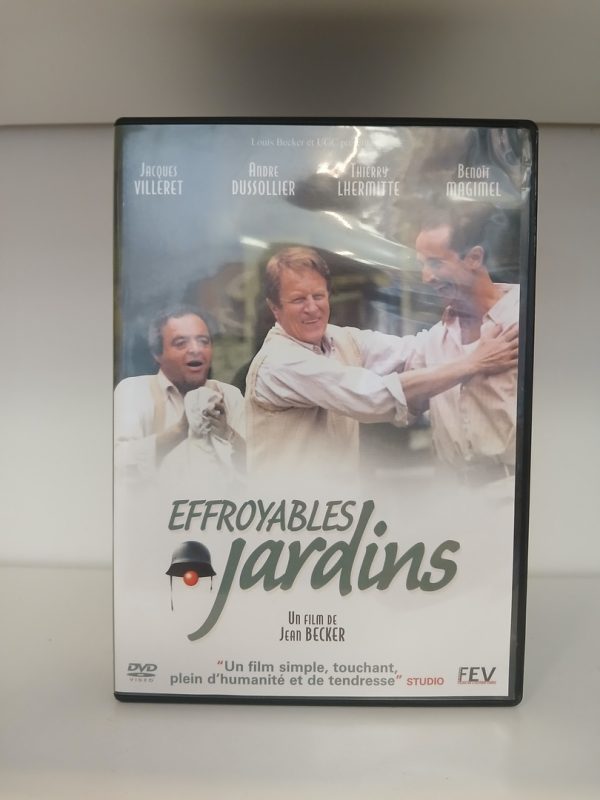 Louis Becker et UGC
Jacques VILLERET
André DUSSOLLIER
Thierry LHERMITTE
Benoît MAGIMEL
EFFROYABLES
jardins
Un film de
Jean BECKER
DVD
VIDEO
"Un film simple, touchant,
plein d'humanité et de tendresse" STUDIO
FEV